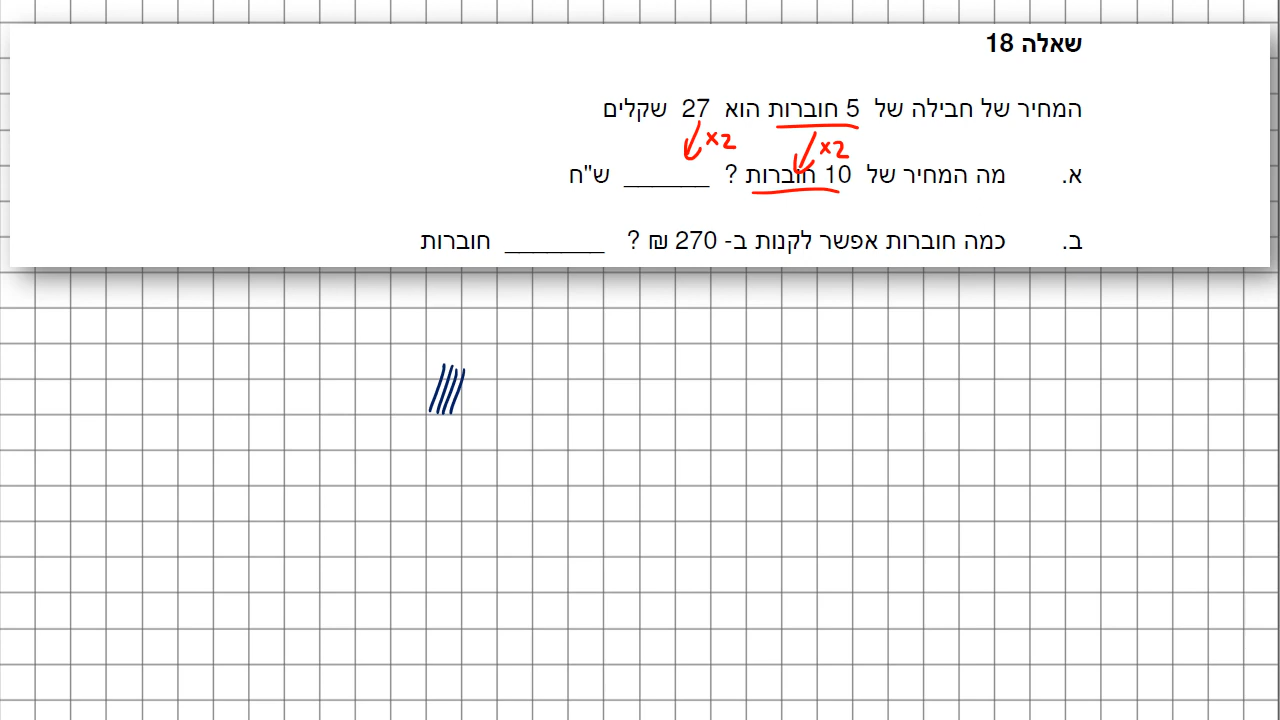 שאלה 18
המחיר של חבילה של 5 חוברות הוא 27 שקלים
x2 x2
א. מה המחיר של 10 חוברות ? ______ ש"ח
ב. כמה חוברות אפשר לקנות ב- 270 ₪ ? _______ חוברות